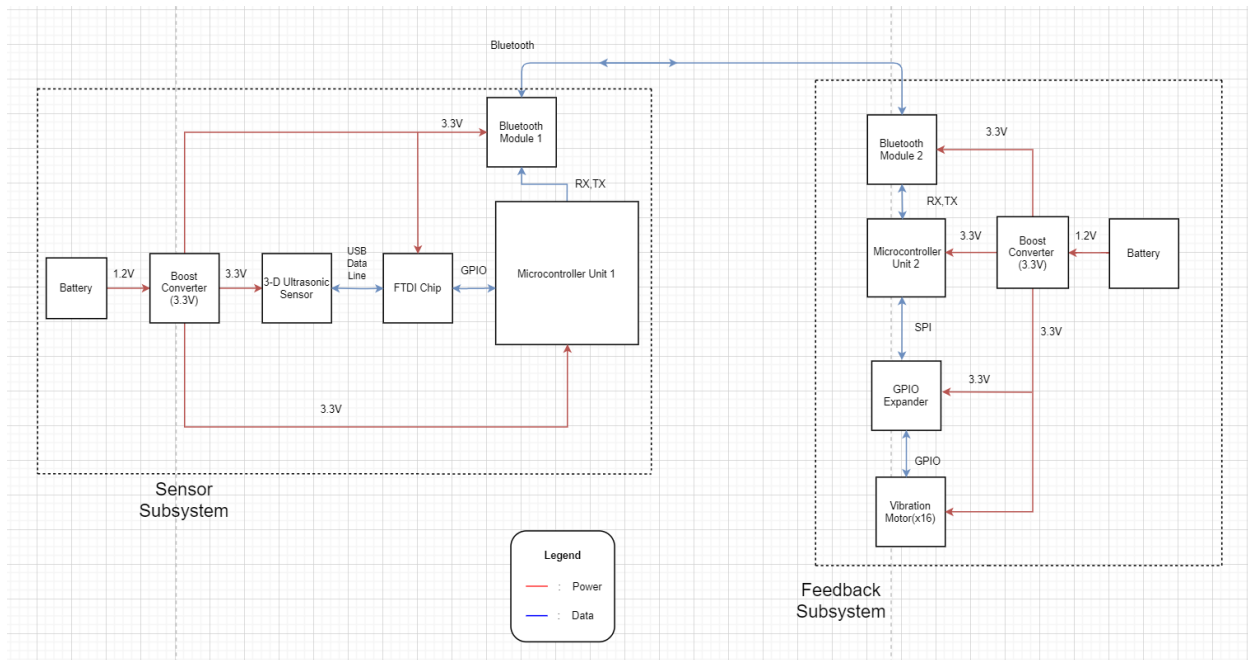 Bluetooth
3.3V
Bluetooth
Module 1
RX,TX
Battery
1.2V
Boost
Converter
(3.3V)
3.3V
3-D Ultrasonic
Sensor
USB
Data
Line
FTDI Chip
GPIO
Microcontroller Unit 1
3.3V
Sensor
Subsystem
Bluetooth
Module 2
3.3V
RX,TX
Microcontroller
Unit 2
3.3V
Boost
Converter
(3.3V)
1.2V
Battery
SPI
3.3V
GPIO
Expander
3.3V
GPIO
Vibration
Motor(x16)
Feedback
Subsystem
Legend
: Power
: Data